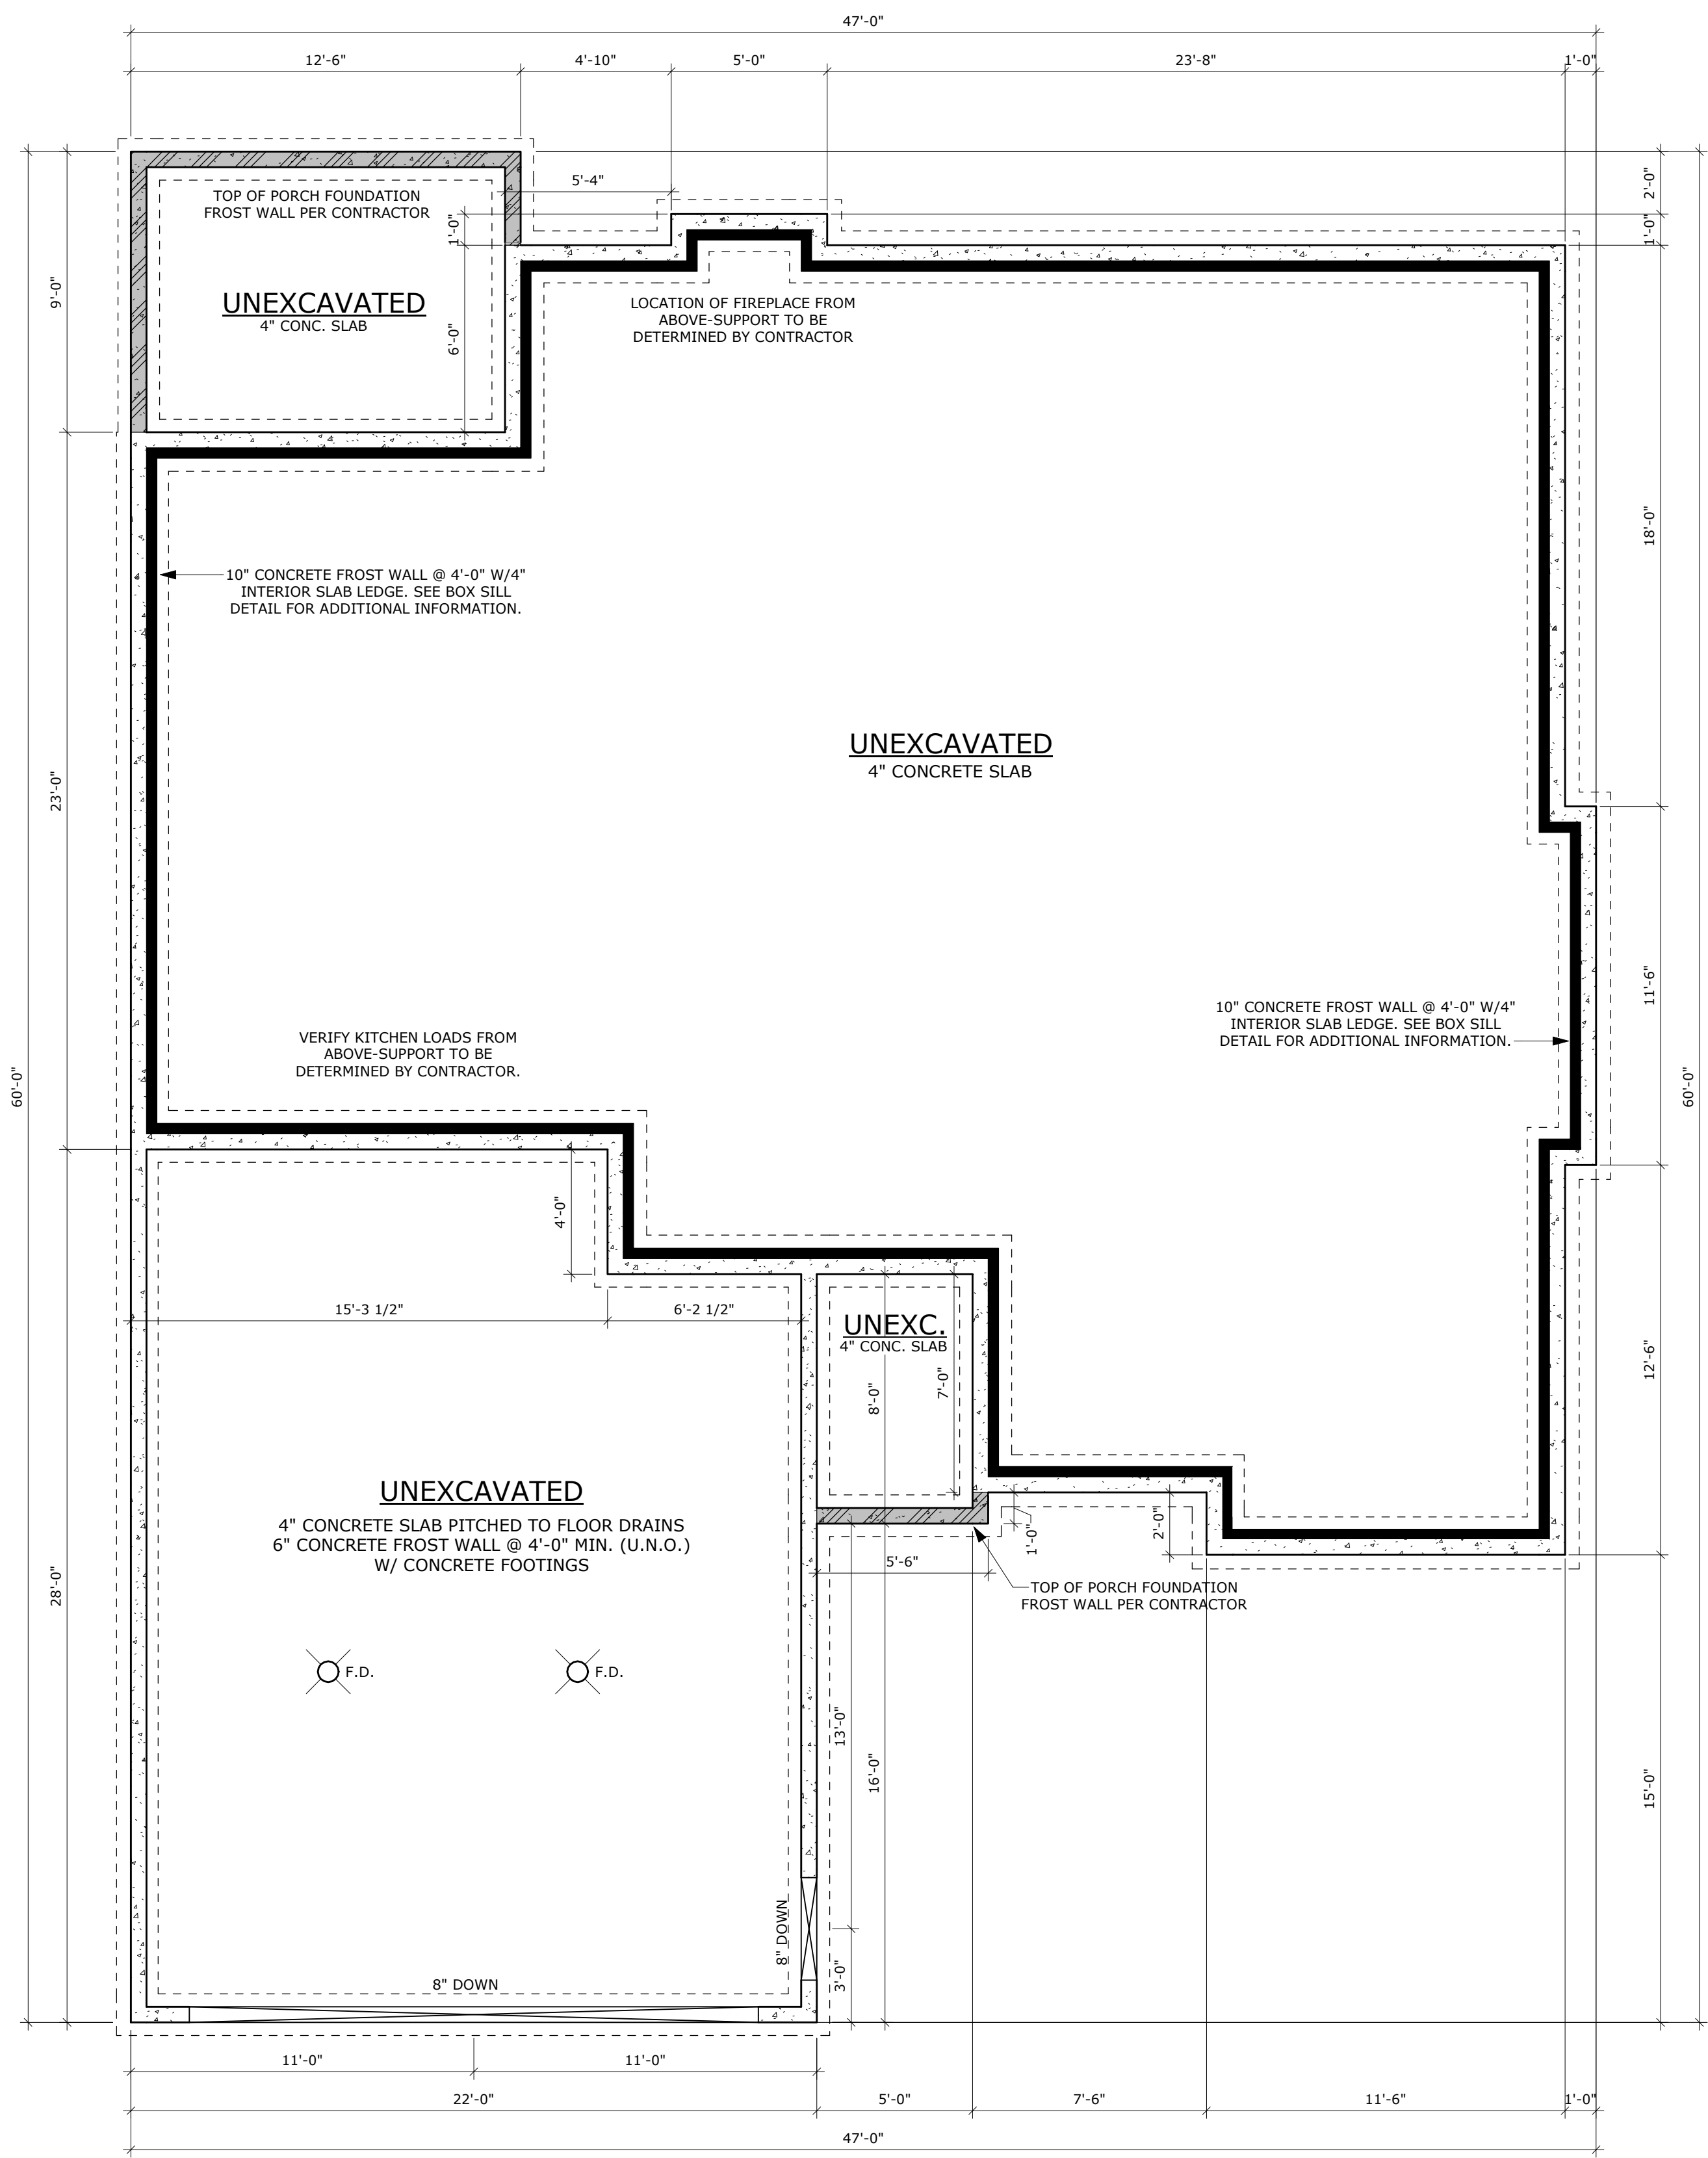 47'-0"
12'-6"
4'-10"
5'-0"
23'-8"
1'-0"
5'-4"
TOP OF PORCH FOUNDATION
FROST WALL PER CONTRACTOR
2'-0"
1'-0"
1'-0"
9'-0"
UNEXCAVATED
4" CONC. SLAB
6'-0"
LOCATION OF FIREPLACE FROM
ABOVE-SUPPORT TO BE
DETERMINED BY CONTRACTOR
18'-0"
10" CONCRETE FROST WALL @ 4'-0" W/4"
INTERIOR SLAB LEDGE. SEE BOX SILL
DETAIL FOR ADDITIONAL INFORMATION.
UNEXCAVATED
4" CONCRETE SLAB
23'-0"
11'-6"
10" CONCRETE FROST WALL @ 4'-0" W/4"
INTERIOR SLAB LEDGE. SEE BOX SILL
DETAIL FOR ADDITIONAL INFORMATION.
VERIFY KITCHEN LOADS FROM
ABOVE-SUPPORT TO BE
DETERMINED BY CONTRACTOR.
60'-0"
60'-0"
4'-0"
15'-3 1/2"
6'-2 1/2"
UNEXC.
4" CONC. SLAB
8'-0"
7'-0"
12'-6"
UNEXCAVATED
4" CONCRETE SLAB PITCHED TO FLOOR DRAINS
6" CONCRETE FROST WALL @ 4'-0" MIN. (U.N.O.)
W/ CONCRETE FOOTINGS
1'-0"
2'-0"
5'-6"
28'-0"
TOP OF PORCH FOUNDATION
FROST WALL PER CONTRACTOR
F.D.
F.D.
13'-0"
16'-0"
15'-0"
8" DOWN
3'-0"
8" DOWN
11'-0"
11'-0"
22'-0"
5'-0"
7'-6"
11'-6"
1'-0"
47'-0"